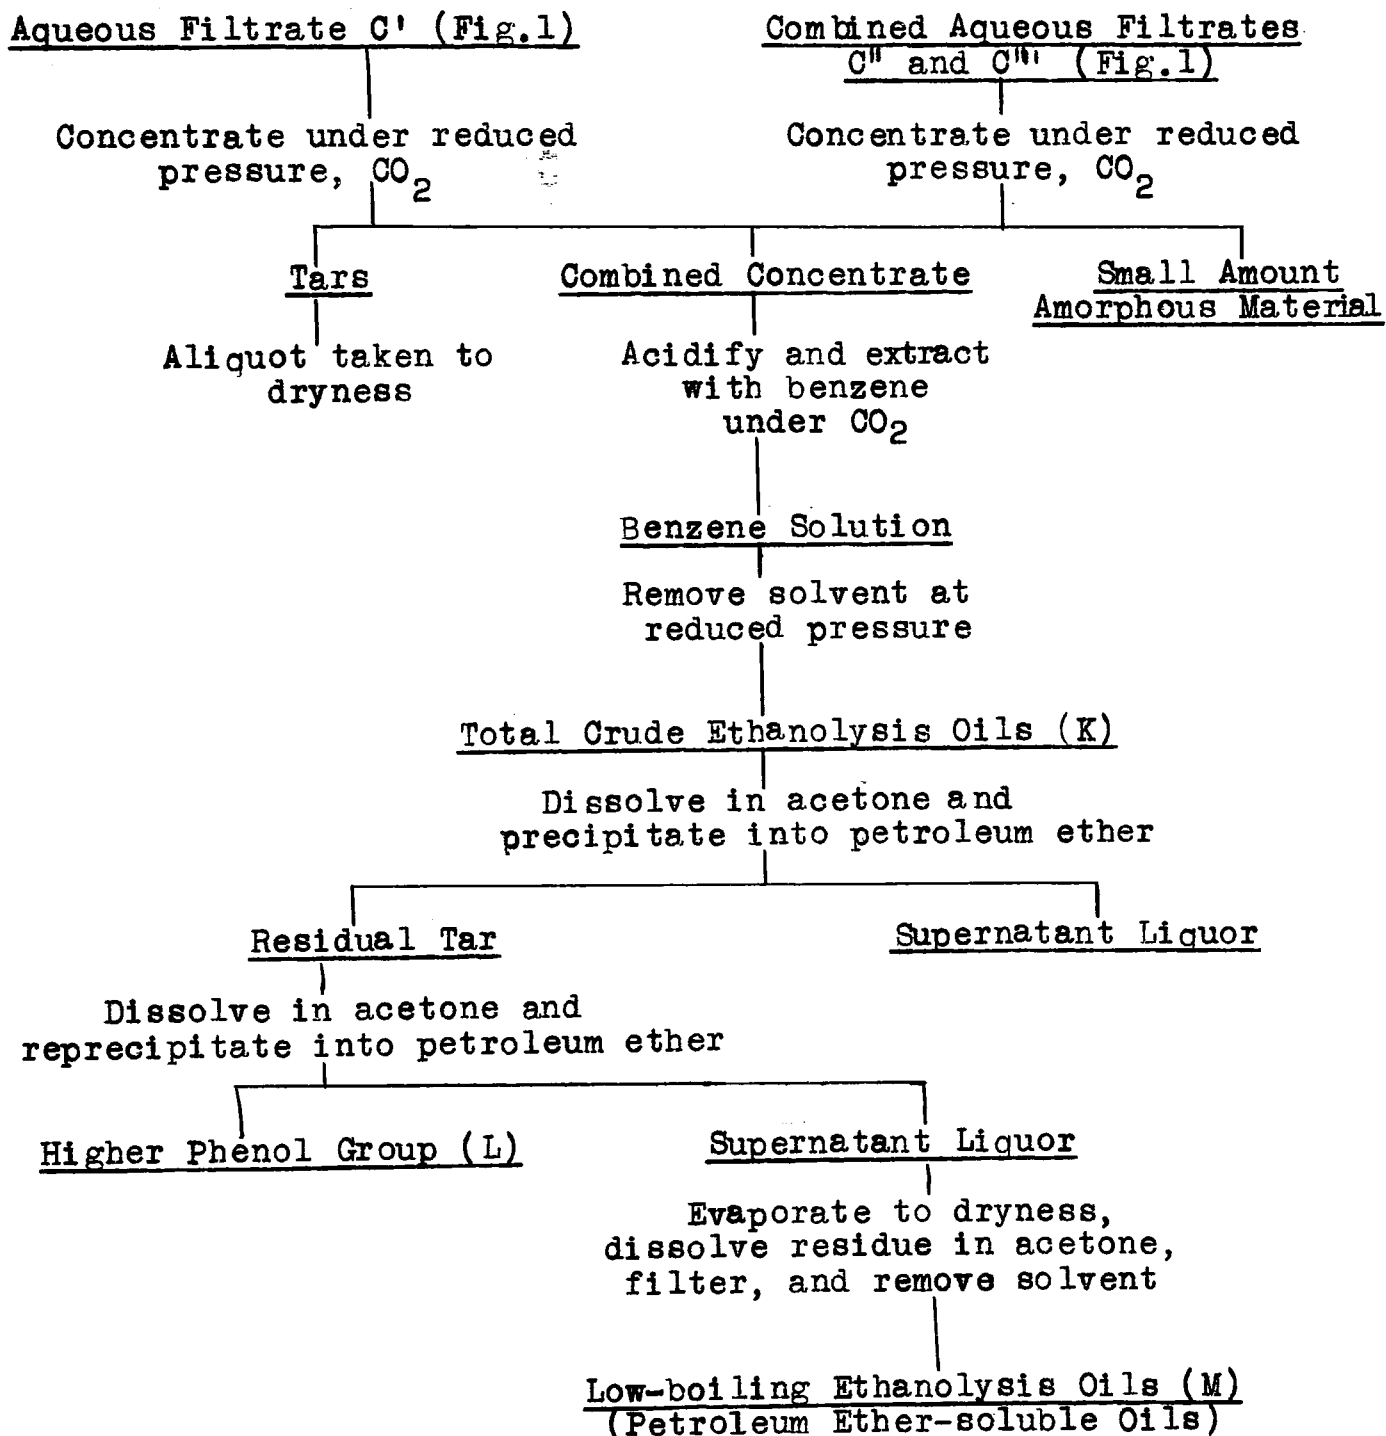 Aqueous Filtrate C' (Fig.1)
Combined Aqueous Filtrates
C" and C"' (Fig.1)
Concentrate under reduced
pressure, CO2
Concentrate under reduced
pressure, CO2
Tars
Combined Concentrate
Small Amount
Amorphous Material
Aliquot taken to
dryness
Acidify and extract
with benzene
under CO2
Benzene Solution
Remove solvent at
reduced pressure
Total Crude Ethanolysis Oils (K)
Dissolve in acetone and
precipitate into petroleum ether
Residual Tar
Supernatant Liquor
Dissolve in acetone and
reprecipitate into petroleum ether
Higher Phenol Group (L)
Supernatant Liquor
Evaporate to dryness,
dissolve residue in acetone,
filter, and remove solvent
Low-boiling Ethanolysis Oils (M)
(Petroleum Ether-soluble Oils)